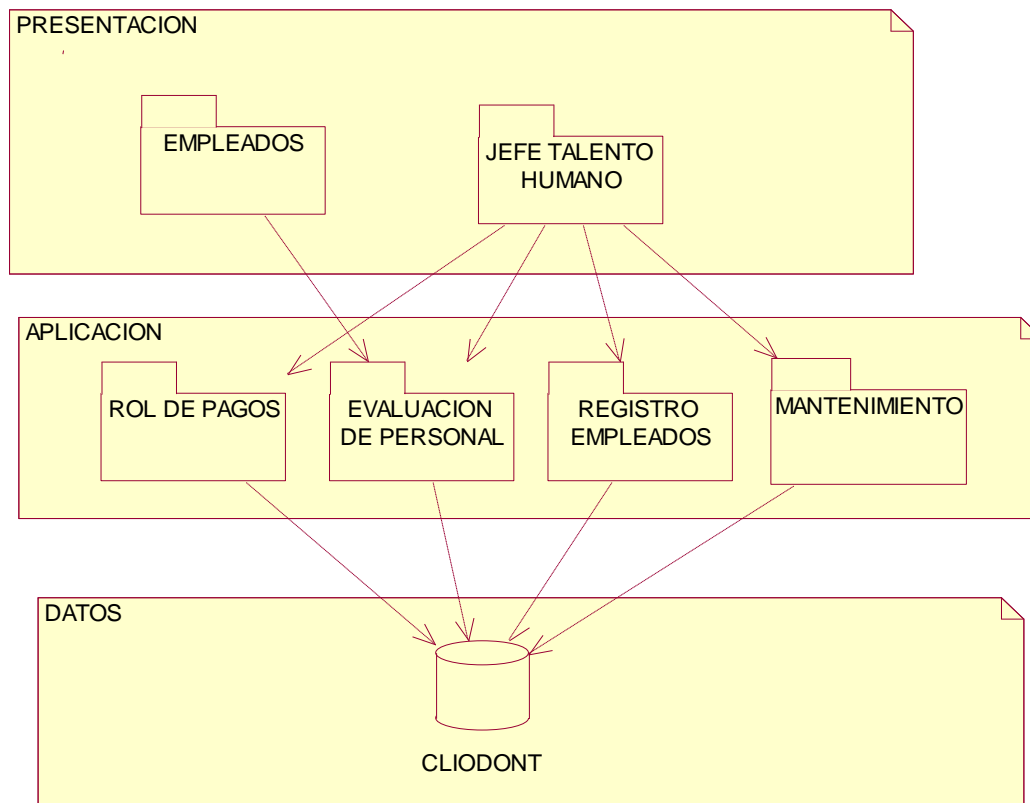 PRESENTACION
EMPLEADOS
JEFE TALENTO
HUMANO
APLICACION
ROL DE PAGOS
EVALUACION
DE PERSONAL
REGISTRO
EMPLEADOS
MANTENIMIENTO
DATOS
CLIODONT